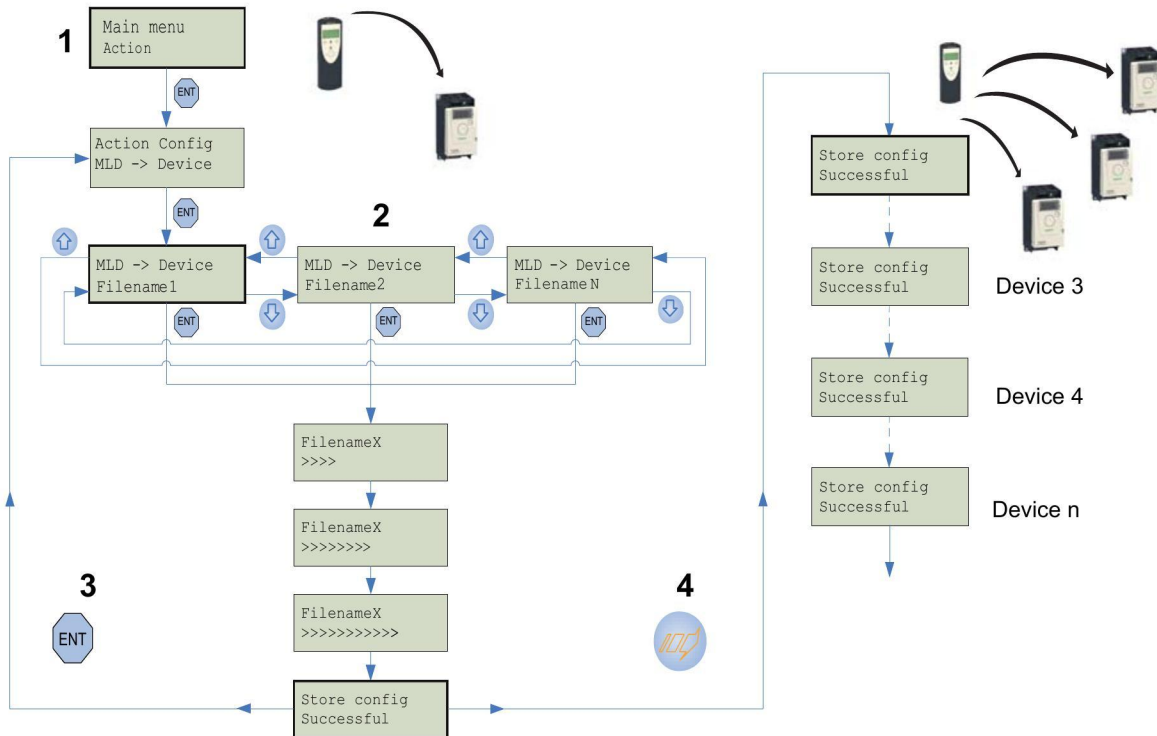 1
Main menu
Action
ENT
Action Config
MLD -> Device
ENT
2
MLD -> Device
Filename1
MLD -> Device
Filename2
MLD -> Device
Filename N
ENT
ENT
ENT
FilenameX
>>>>
FilenameX
>>>>>>>>
FilenameX
>>>>>>>>>>>>
3
ENT
4
Store config
Successful
Store config
Successful
Store config
Successful
Device 3
Store config
Successful
Device 4
Store config
Successful
Device n